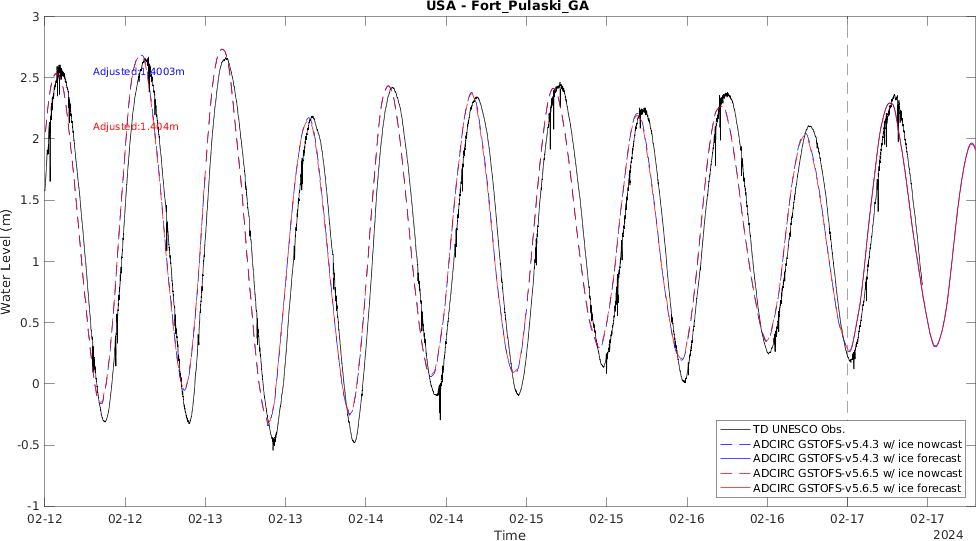 USA - Fort_Pulaski_GA
3
2.5
2
1.5
1
0.5
0
-0.5
-1
Water Level (m)
Adjusted:1.4003m
Adjusted:1.404m
TD UNESCO Obs.
ADCIRC GSTOFS-v5.4.3 w/ ice nowcast
ADCIRC GSTOFS-v5.4.3 w/ ice forecast
ADCIRC GSTOFS-v5.6.5 w/ ice nowcast
ADCIRC GSTOFS-v5.6.5 w/ ice forecast
02-12 02-12 02-13 02-13 02-14 02-14 02-15 02-15 02-16 02-16 02-17 02-17
Time
2024